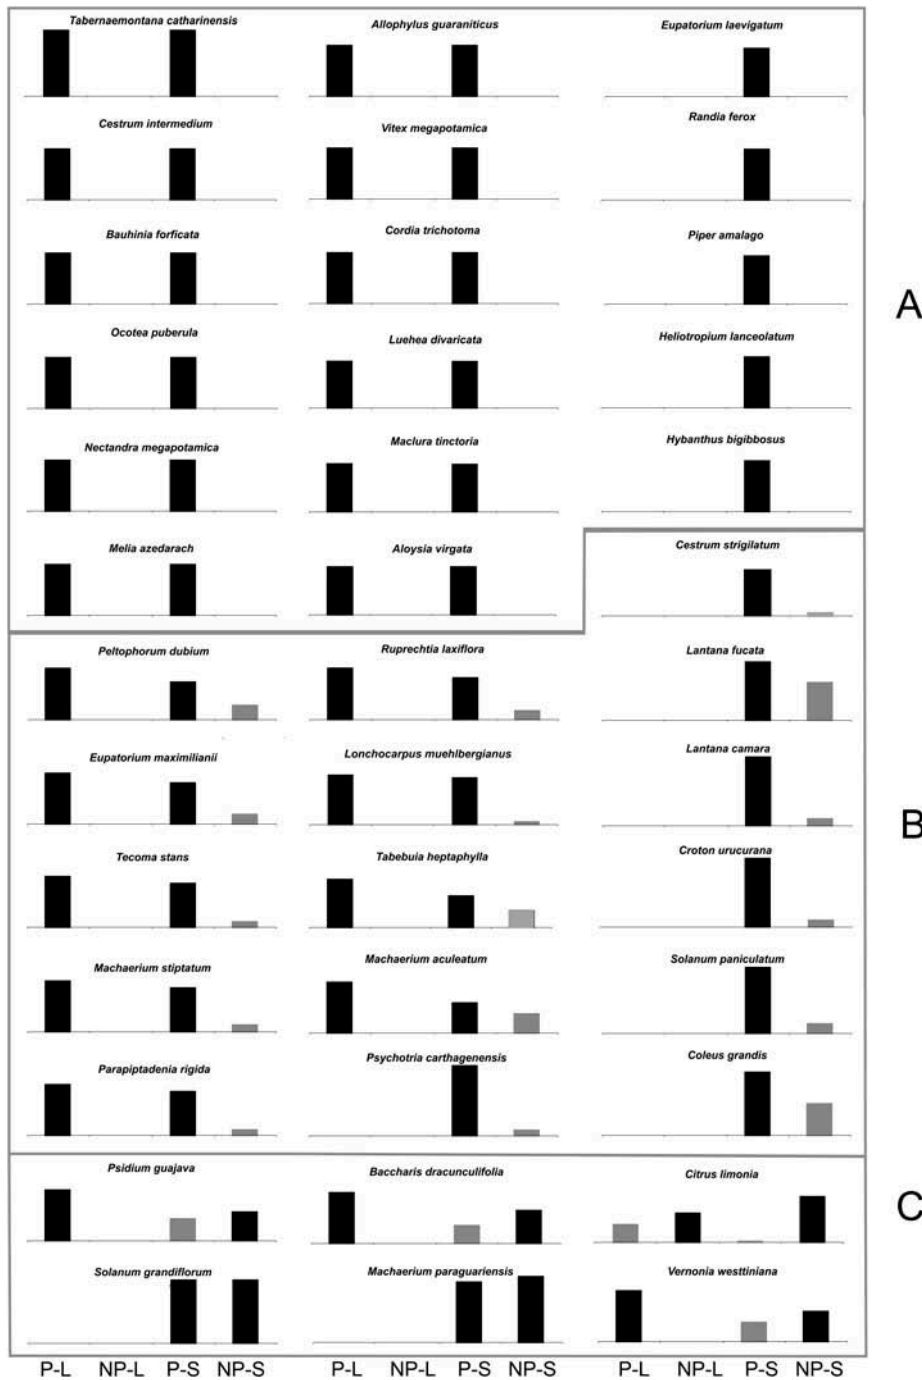 Tabernaemontana catharinensis
Allophylus guaraniticus
Eupatorium laevigatum
Cestrum intermedium
Vitex megapotamica
Randia ferox
Bauhinia forficata
Cordia trichotoma
Piper amalago
A
Ocotea puberula
Luehea divaricata
Heliotropium lanceolatum
Nectandra megapotamica
Maclura tinctoria
Hybanthus bigibbosus
Melia azedarach
Aloysia virgata
Cestrum strigilatum
Peltophorum dubium
Ruprechtia laxiflora
Lantana fucata
Eupatorium maximilianii
Lonchocarpus muehlbergianus
Lantana camara
B
Tecoma stans
Tabebuia heptaphylla
Croton urucurana
Machaerium stiptatum
Machaerium aculeatum
Solanum paniculatum
Parapiptadenia rigida
Psychotria carthagenensis
Coleus grandis
Psidium guajava
Baccharis dracunculifolia
Citrus limonia
C
Solanum grandiflorum
Machaerium paraguariensis
Vernonia westtiniana
P-L NP-L P-S NP-S P-L NP-L P-S NP-S P-L NP-L P-S NP-S